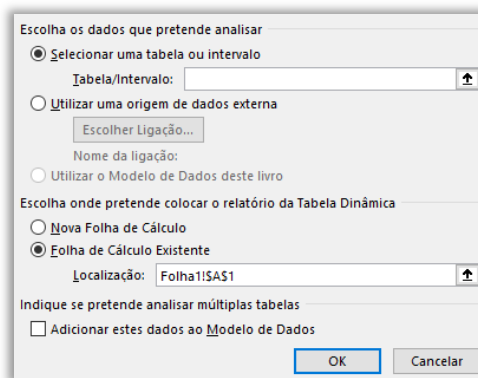 Escolha os dados que pretende analisar
Selecionar uma tabela ou intervalo
Tabela/Intervalo:
Utilizar uma origem de dados externa
Escolher Ligação...
Nome da ligação:
Utilizar o Modelo de Dados deste livro
Escolha onde pretende colocar o relatório da Tabela Dinâmica
Nova Folha de Cálculo
Folha de Cálculo Existente
Localização: Folha1!$A$1
Indique se pretende analisar múltiplas tabelas
Adicionar estes dados ao Modelo de Dados
OK Cancelar